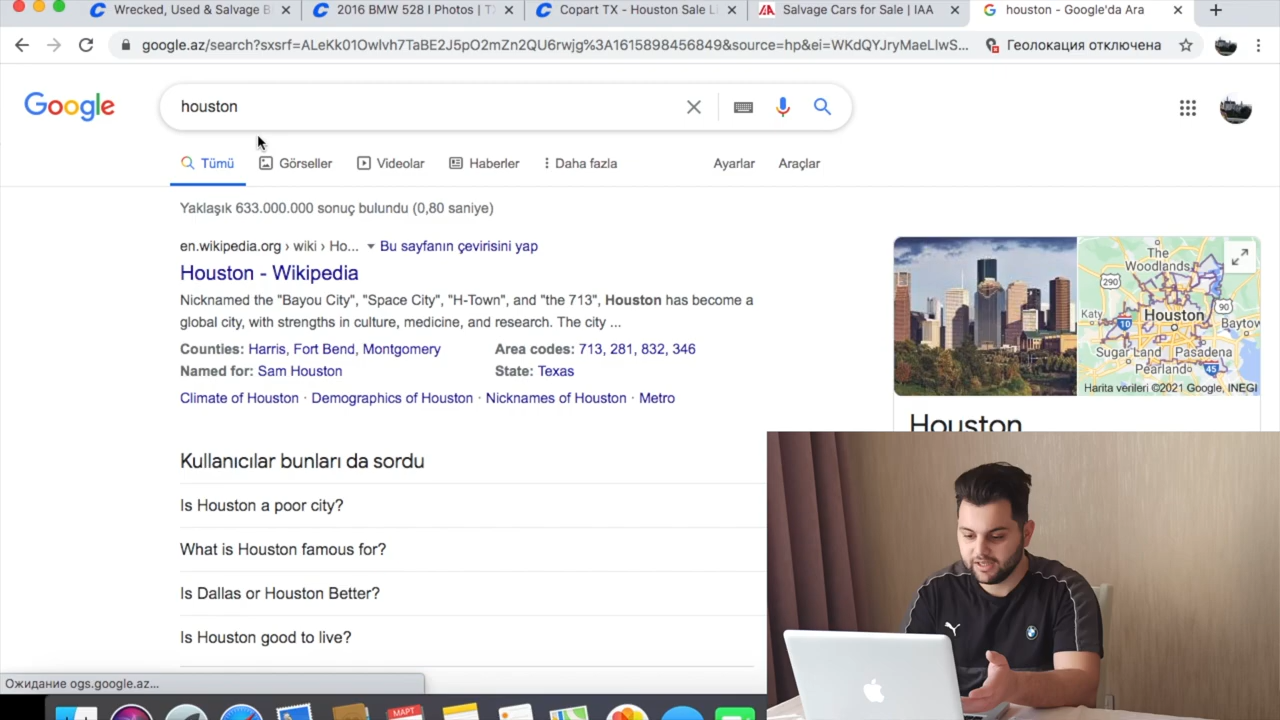 Wrecked, Used & Salvage B
2016 BMW 528 I Photos | T
Copart TX - Houston Sale Li
Salvage Cars for Sale | IAA
houston - Google'da Ara
google.az/search?sxsrf=ALeKk01Owlvh7TaBE2J5pO2mZn2QU6rwjg%3A1615898456849&source=hp&ei=WKdQYJryMaeLlwS...
Геолокация отключена
Google
houston
Tümü
Görseller
Videolar
Haberler
Daha fazla
Ayarlar
Araçlar
Yaklaşık 633.000.000 sonuç bulundu (0,80 saniye)
en.wikipedia.org › wiki › Ho... Bu sayfanın çevirisini yap
Houston - Wikipedia
Nicknamed the "Bayou City", "Space City", "H-Town", and "the 713", Houston has become a
global city, with strengths in culture, medicine, and research. The city ...
Counties: Harris, Fort Bend, Montgomery
Area codes: 713, 281, 832, 346
Named for: Sam Houston
State: Texas
Climate of Houston · Demographics of Houston · Nicknames of Houston · Metro
The
Woodlands
290
90
Katy
10
Houston
Baytow
Sugar Land
Pasadena
Pearland
45
Harita verileri ©2021 Google, INEGI
Houston
Kullanıcılar bunları da sordu
Is Houston a poor city?
What is Houston famous for?
Is Dallas or Houston Better?
Is Houston good to live?
Ожидание ogs.google.az...
МАРТ